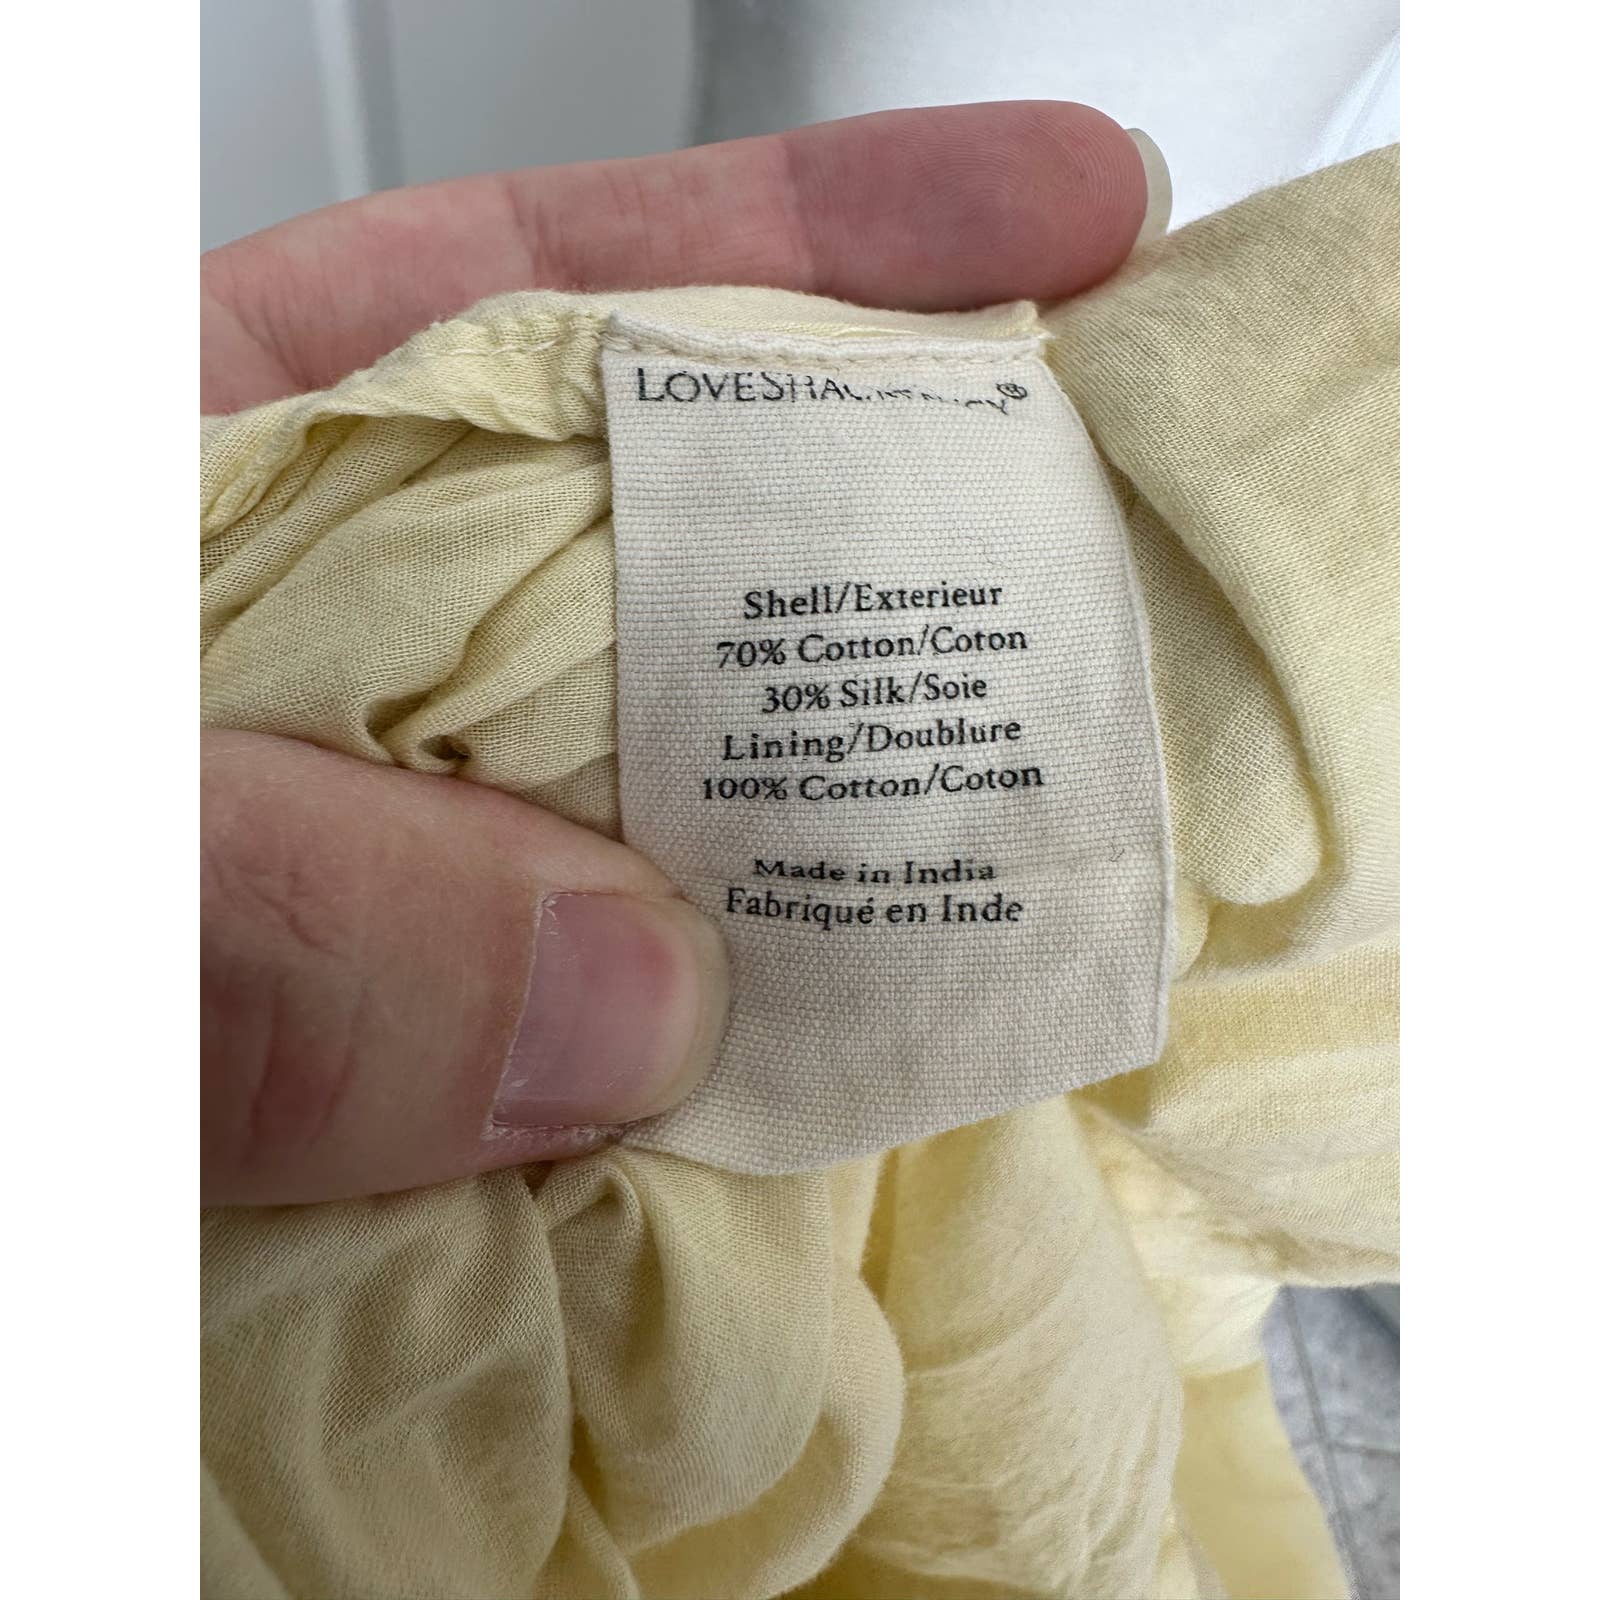 LOVESHACKFANCY®
Shell/Exterieur
70% Cotton/Coton
30% Silk/Soie
Lining/Doublure
100% Cotton/Coton
Made in India
Fabriqué en Inde